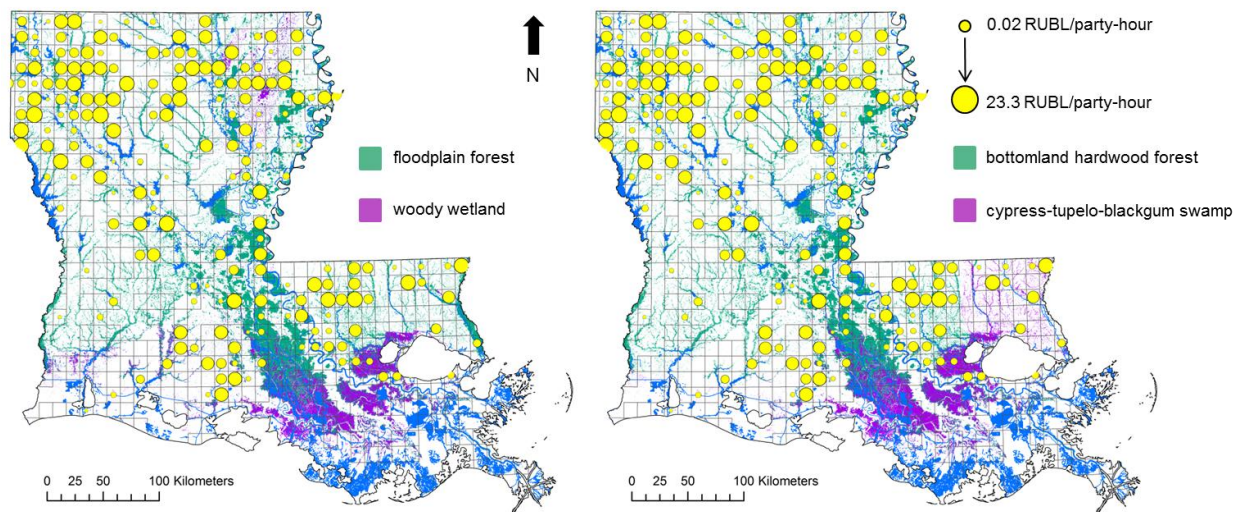 N
floodplain forest
woody wetland
0 25 50 100 Kilometers
0.02 RUBL/party-hour
23.3 RUBL/party-hour
bottomland hardwood forest
cypress-tupelo-blackgum swamp
0 25 50 100 Kilometers